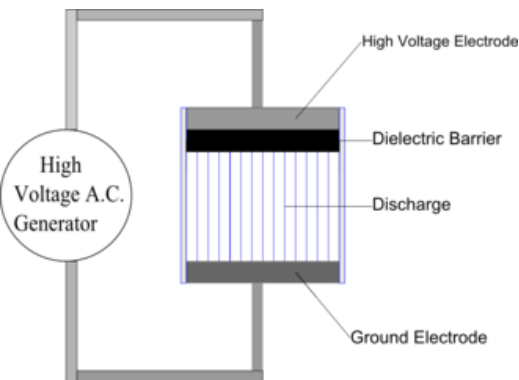 High Voltage Electrode
Dielectric Barrier
High
Voltage A.C.
Generator
Discharge
Ground Electrode